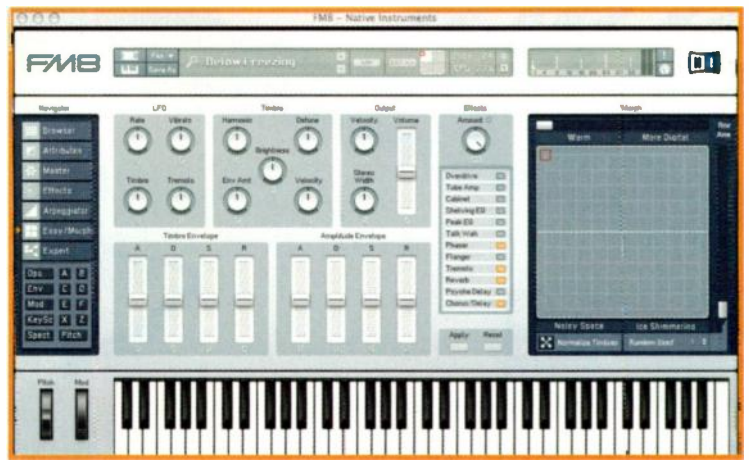 FM8 – Native Instruments
FM8
Below Freezing
Navigator
Browser
Attributes
Master
Effects
Arpeggiator
Easy/Morph
Expert
Ops A B
Env C D
Mod E F
KeySc X Z
Spect Pitch
LFO
Rate Vibrato
Timbre Tremolo
Timbre
Harmonic Detune
Brightness
Env Amt Velocity
Output
Velocity Volume
Stereo
Width
Effects
Amount
Overdrive
Tube Amp
Cabinet
Shelving EQ
Peak EQ
Talk Wah
Phaser
Flanger
Tremolo
Reverb
Psyche Delay
Chorus/Delay
Apply Reset
Timbre Envelope
A D S R
Amplitude Envelope
A D S R
Morph
Warm More Digital
Noisy Space Ice Shimmering
Normalize Timbres
Pitch Mod